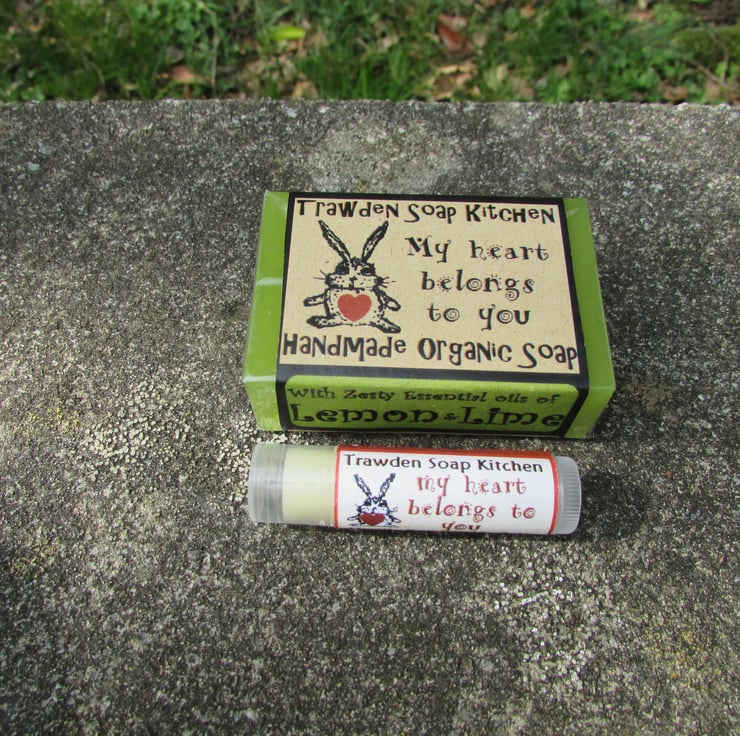 Trawden Soap Kitchen
My heart
belongs
to you
Handmade Organic Soap
With Zesty Essential oils of
Lemon & Lime
Trawden Soap Kitchen
my heart
belongs to
you